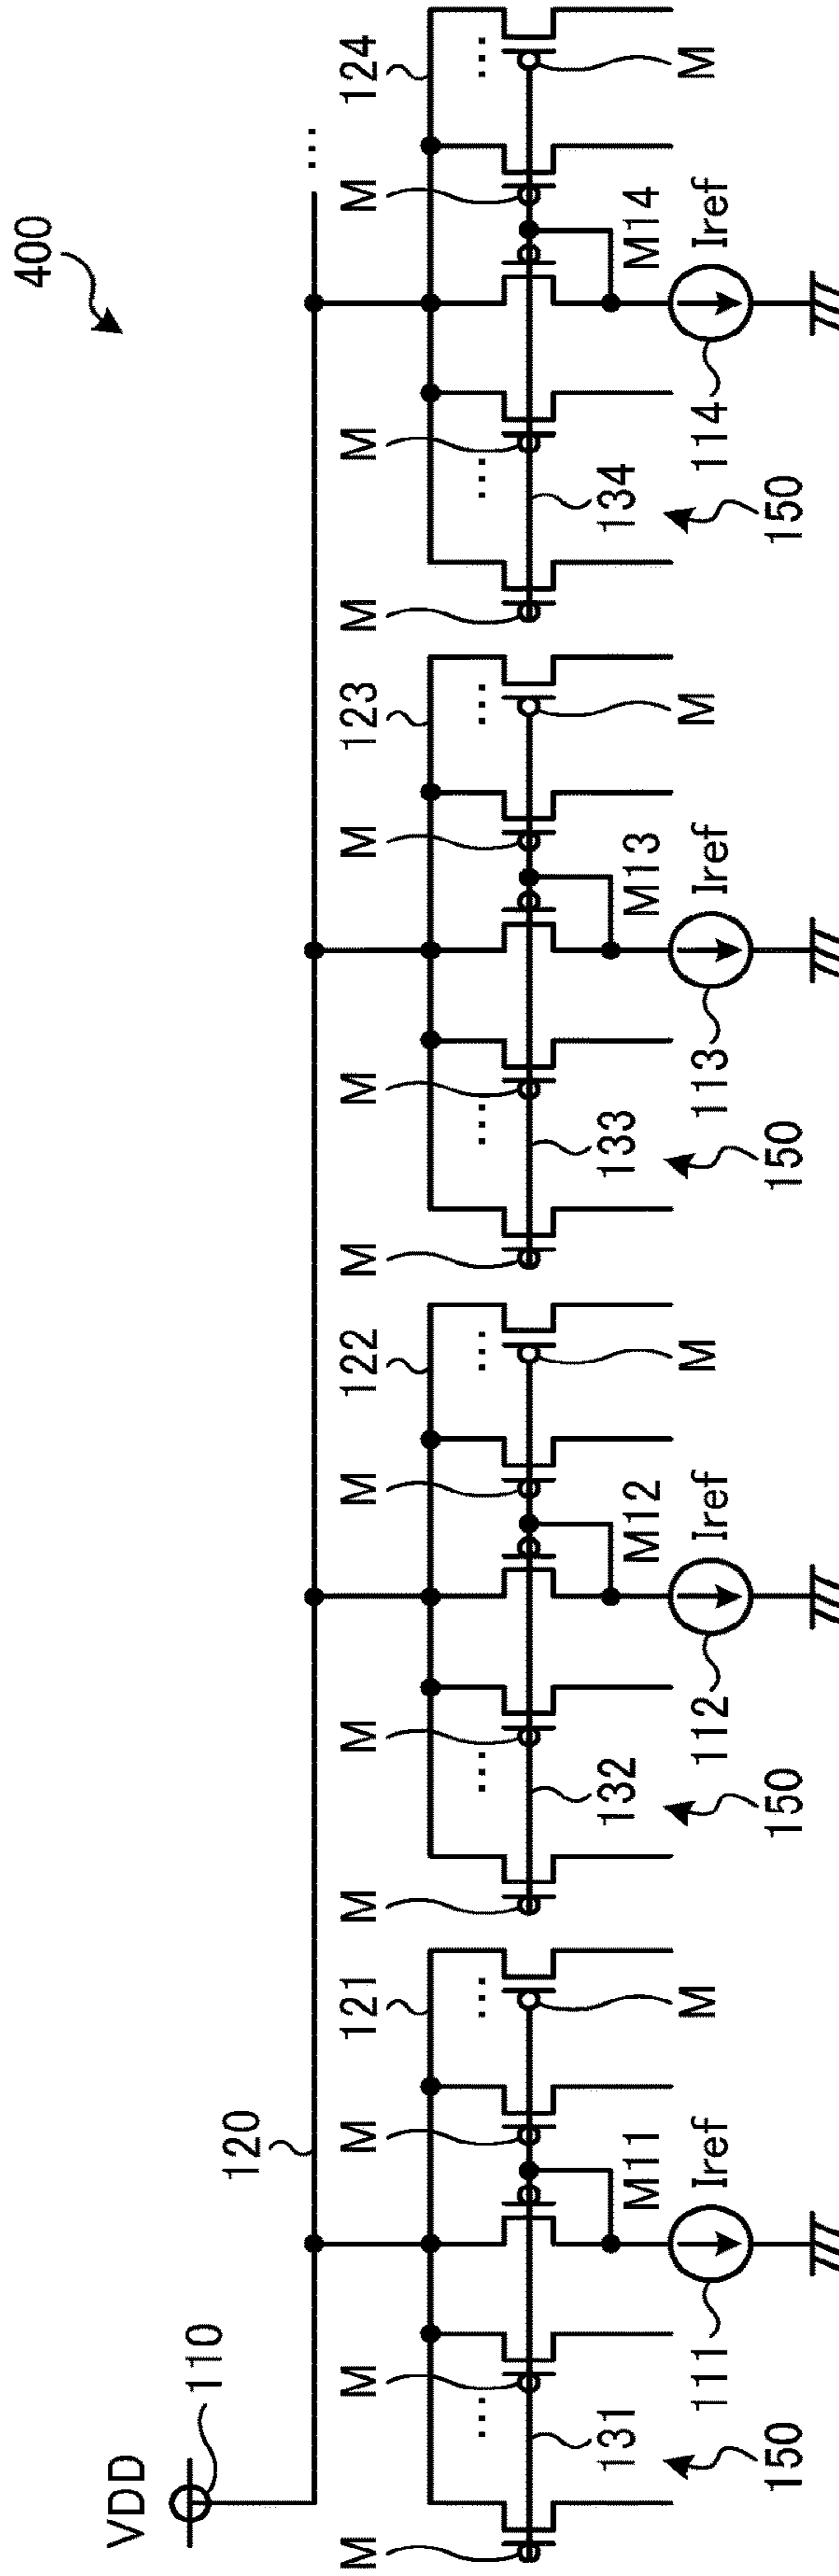 400
VDD
110
120
...
M M M 121 M M M 122 M M M 123 M M M 124
... ... ... ... ... ... ... ...
131 M11 132 M12 133 M13 134 M14
111 Iref M 112 Iref M 113 Iref M 114 Iref M
150 150 150 150